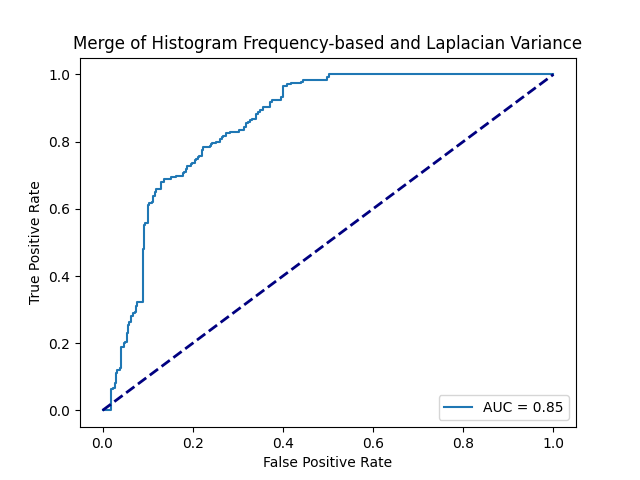 Merge of Histogram Frequency-based and Laplacian Variance
True Positive Rate
1.0
0.8
0.6
0.4
0.2
0.0
0.0 0.2 0.4 0.6 0.8 1.0
False Positive Rate
AUC = 0.85